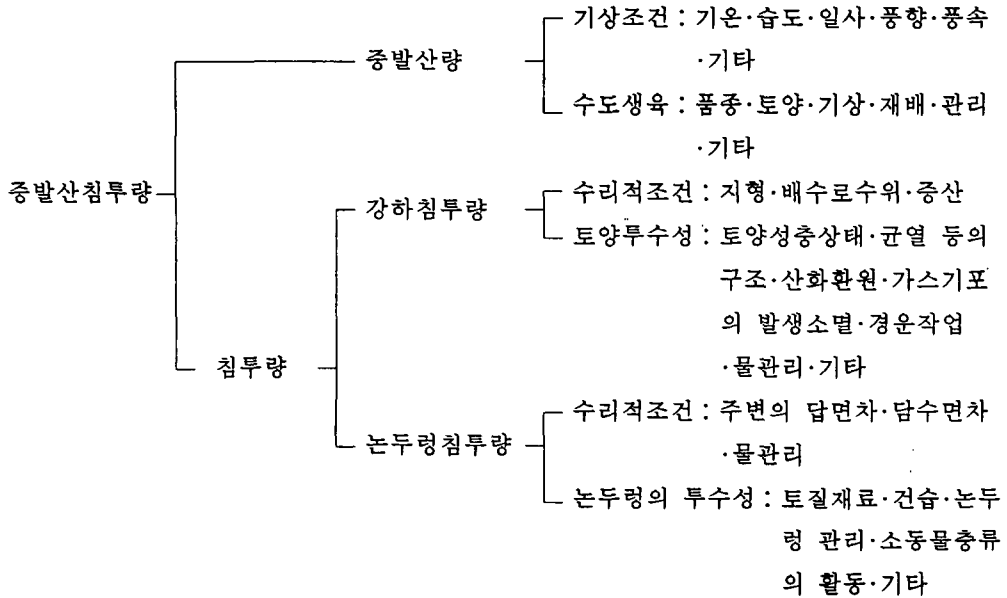 기상조건 : 기온·습도·일사·풍향·풍속
·기타
증발산량
수도생육 : 품종·토양·기상·재배·관리
·기타
증발산침투량
강하침투량
수리적조건 : 지형·배수로수위·증산
토양투수성 : 토양성층상태·균열 등의
구조·산화환원·가스기포
의 발생소멸·경운작업
·물관리·기타
침투량
수리적조건 : 주변의 답면차·담수면차
·물관리
논두렁침투량
논두렁의 투수성 : 토질재료·건습·논두
렁 관리·소동물충류
의 활동·기타